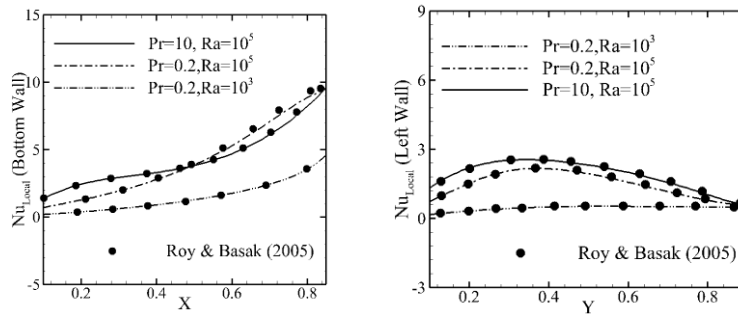 15
10
5
0
-5
Nu_Local (Bottom Wall)
Pr=10, Ra=10^5
Pr=0.2,Ra=10^5
Pr=0.2,Ra=10^3
Roy & Basak (2005)
0.2 0.4 0.6 0.8
X
9
6
3
0
-3
Nu_Local (Left Wall)
Pr=0.2,Ra=10^3
Pr=0.2,Ra=10^5
Pr=10, Ra=10^5
Roy & Basak (2005)
0.2 0.4 0.6 0.8
Y